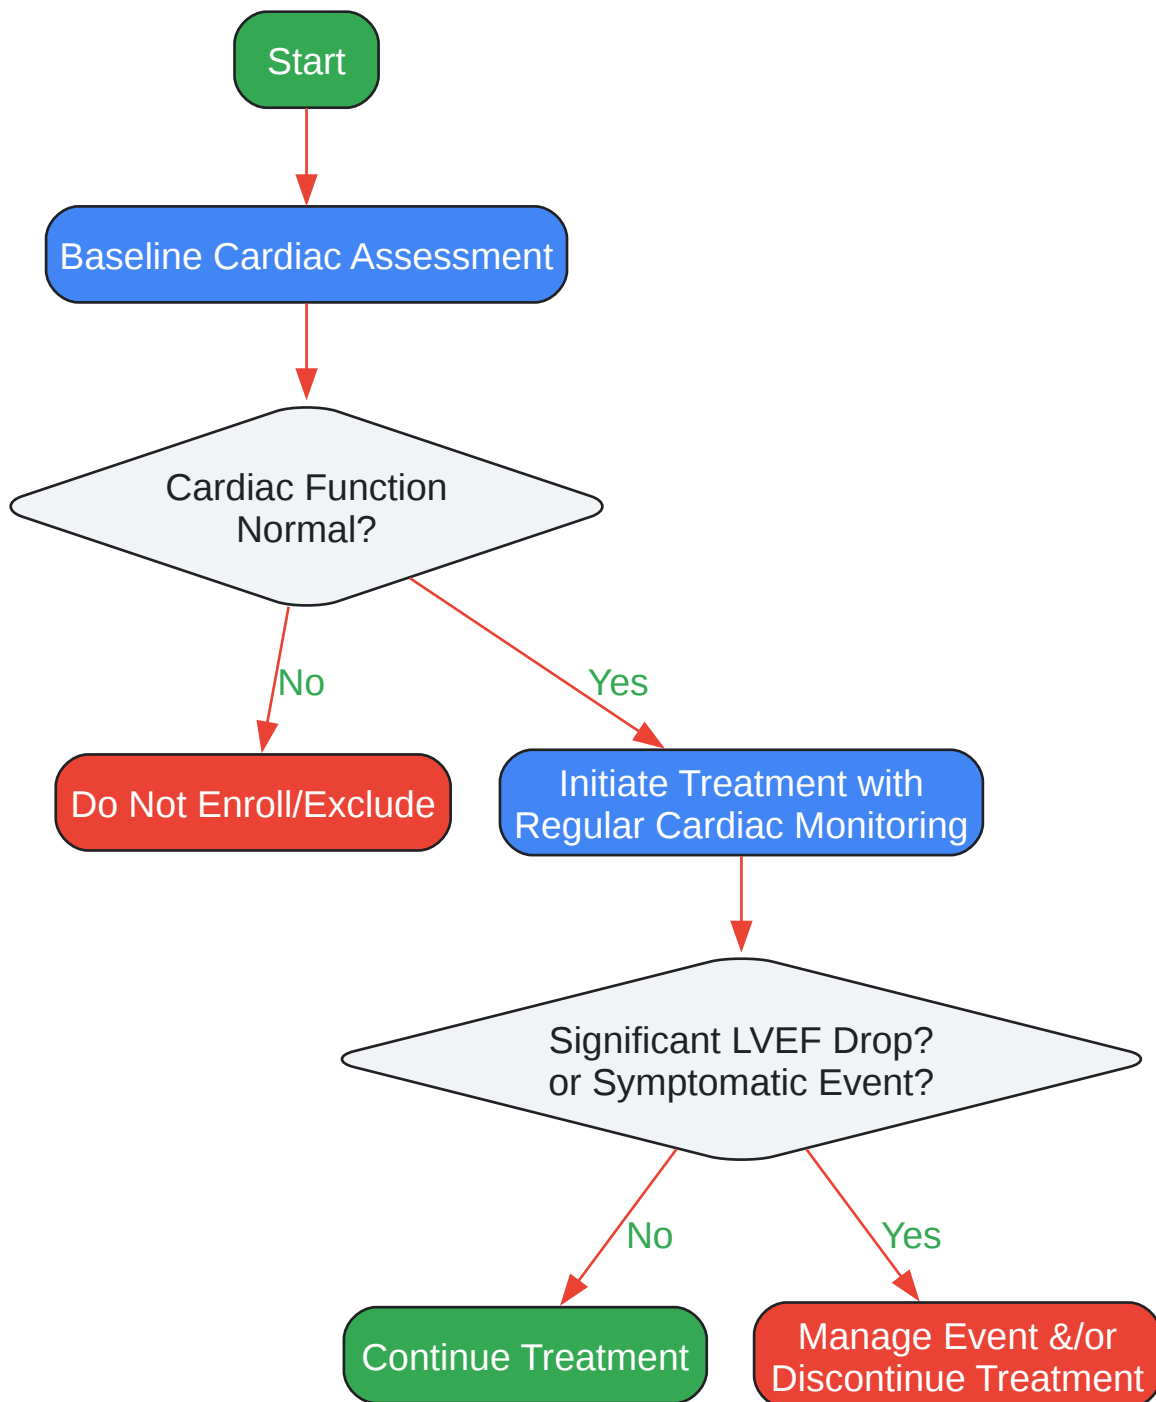 Start
Baseline Cardiac Assessment
Cardiac Function
Normal?
No
Yes
Do Not Enroll/Exclude
Initiate Treatment with
Regular Cardiac Monitoring
Significant LVEF Drop?
or Symptomatic Event?
No
Yes
Continue Treatment
Manage Event &/or
Discontinue Treatment